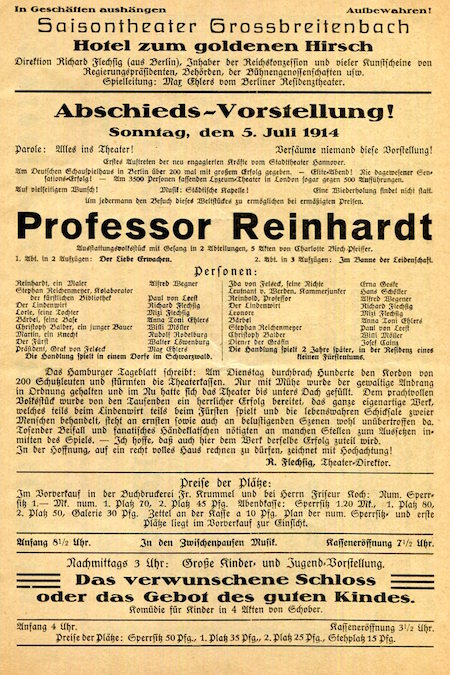 In Geschäften aushängen Aufbewahren!
Saisontheater Grossbreitenbach
Hotel zum goldenen Hirsch
Direktion Richard Flechsig (aus Berlin), Inhaber der Reichskonzession und vieler Kunstscheine von
Regierungspräsidenten, Behörden, der Bühnengenossenschaften usw.
Spielleitung: Max Ehlers vom Berliner Residenztheater.
Abschieds-Vorstellung!
Sonntag, den 5. Juli 1914
Parole: Alles ins Theater! Versäume niemand diese Vorstellung!
Erstes Auftreten der neu engagierten Kräfte vom Stadttheater Hannover.
Am Deutschen Schauspielhaus in Berlin über 200 mal mit großem Erfolg gegeben. — Elite-Abend! Nie dagewesener Sen-
sations-Erfolg! — Am 3500 Personen fassenden Lyzeum-Theater in London sogar gegen 500 Aufführungen.
Auf vielseitigem Wunsch! Musik: Städtische Kapelle! Eine Wiederholung findet nicht statt.
Um jedermann den Besuch dieses Weltstückes zu ermöglichen bei ermäßigten Preisen.
Professor Reinhardt
Ausstattungsvolksstück mit Gesang in 2 Abteilungen, 5 Akten von Charlotte Birch-Pfeiffer.
1. Abt. in 2 Aufzügen: Der Liebe Erwachen. 2. Abt. in 3 Aufzügen: Im Banne der Leidenschaft.
Personen:
Reinhardt, ein Maler Alfred Wegner
Stephan Reichenmeyer, Kolaborator
der fürstlichen Bibliothek Paul von Leest
Der Lindenwirt Richard Flechsig
Lorle, seine Tochter Mizi Flechsig
Bärbel, seine Base Anna Toni Ehlers
Christoph Balder, ein junger Bauer Willi Möller
Martin, ein Knecht Rudolf Rosenburg
Der Fürst Walter Löwenburg
Präsident, Graf von Felseck Max Ehlers
Die Handlung spielt in einem Dorfe im Schwarzwald.
Ida von Felseck, seine Nichte Erna Goeke
Leutnant v. Werden, Kammerjunker Hans Schöller
Reinhold, Professor Alfred Wegener
Der Lindenwirt Richard Flechsig
Leonore Mizi Flechsig
Bärbel Anna Toni Ehlers
Stephan Reichenmeyer Paul von Leest
Christoph Balder Willi Möller
Diener der Gräfin Josef Cainz
Die Handlung spielt 2 Jahre später, in der Residenz eines
kleinen Fürstentums.
Das Hamburger Tageblatt schreibt: Am Dienstag durchbrach Hunderte den Kordon von
200 Schutzleuten und stürmten die Theaterkassen. Nur mit Mühe wurde der gewaltige Andrang
in Ordnung gehalten und im Nu hatte sich das Theater bis unters Dach gefüllt. Dem prachtvollen
Volksstück wurde von den Tausenden ein herrlicher Erfolg bereitet, das ganze eigenartige Werk,
welches teils beim Lindenwirt teils beim Fürsten spielt und die lebenswahren Schicksale zweier
Menschen behandelt, steht an ernsten sowie auch an belustigenden Szenen wohl unübertroffen da.
Tosender Beifall und fanatisches Händeklatschen nötigten an manchen Stellen zum Aussetzen in-
mitten des Spiels. — Ich hoffe, daß auch hier dem Werk derselbe Erfolg zuteil wird.
In der Hoffnung, auf ein recht volles Haus rechnen zu dürfen, zeichnet mit Hochachtung!
R. Flechsig, Theater-Direktor.
Preise der Plätze:
Im Vorverkauf in der Buchdruckerei Fr. Krummel und bei Herrn Friseur Koch: Num. Sperr-
sitz 1.— Mk. num. 1. Platz 70, 2. Platz 45 Pfg. Abendkasse: Sperrsitz 1.20 Mk., 1. Platz 80,
2. Platz 50, Galerie 30 Pfg. Zettel an der Kasse a 10 Pfg. Plan der num. Sperrsitz- und erste
Plätze liegt im Vorverkauf zur Einsicht.
Anfang 8½ Uhr. In den Zwischenpausen Musik. Kasseneröffnung 7½ Uhr.
Nachmittags 3 Uhr: Große Kinder- und Jugend-Vorstellung.
Das verwunschene Schloss
oder das Gebot des guten Kindes.
Komödie für Kinder in 4 Akten von Schober.
Anfang 4 Uhr. Kasseneröffnung 3½ Uhr.
Preise der Plätze: Sperrsitz 50 Pfg., 1. Platz 35 Pfg., 2. Platz 25 Pfg., Stehplatz 15 Pfg.